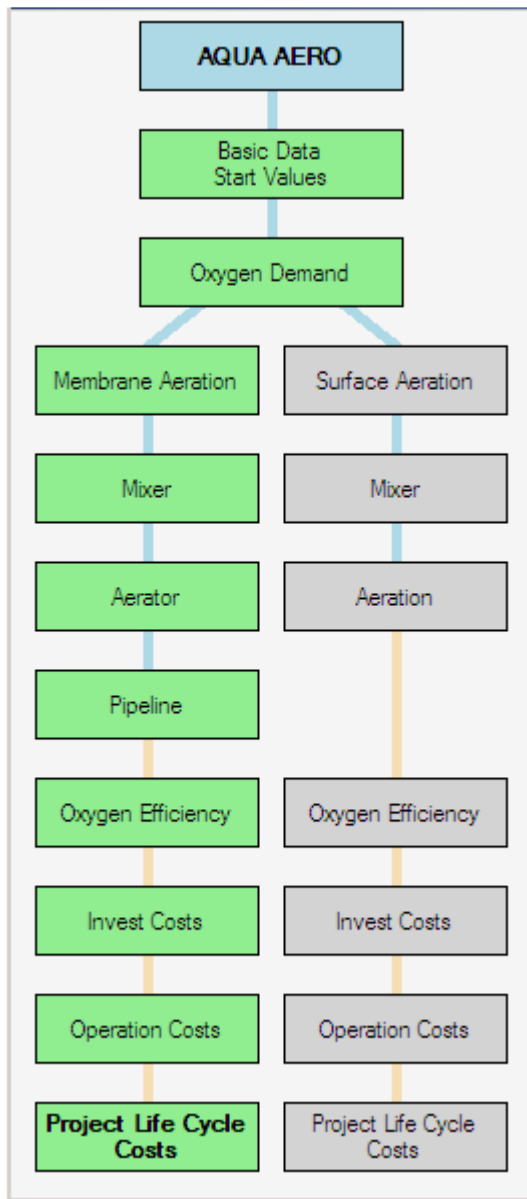 AQUA AERO
Basic Data
Start Values
Oxygen Demand
Membrane Aeration
Surface Aeration
Mixer
Mixer
Aerator
Aeration
Pipeline
Oxygen Efficiency
Oxygen Efficiency
Invest Costs
Invest Costs
Operation Costs
Operation Costs
Project Life Cycle
Costs
Project Life Cycle
Costs